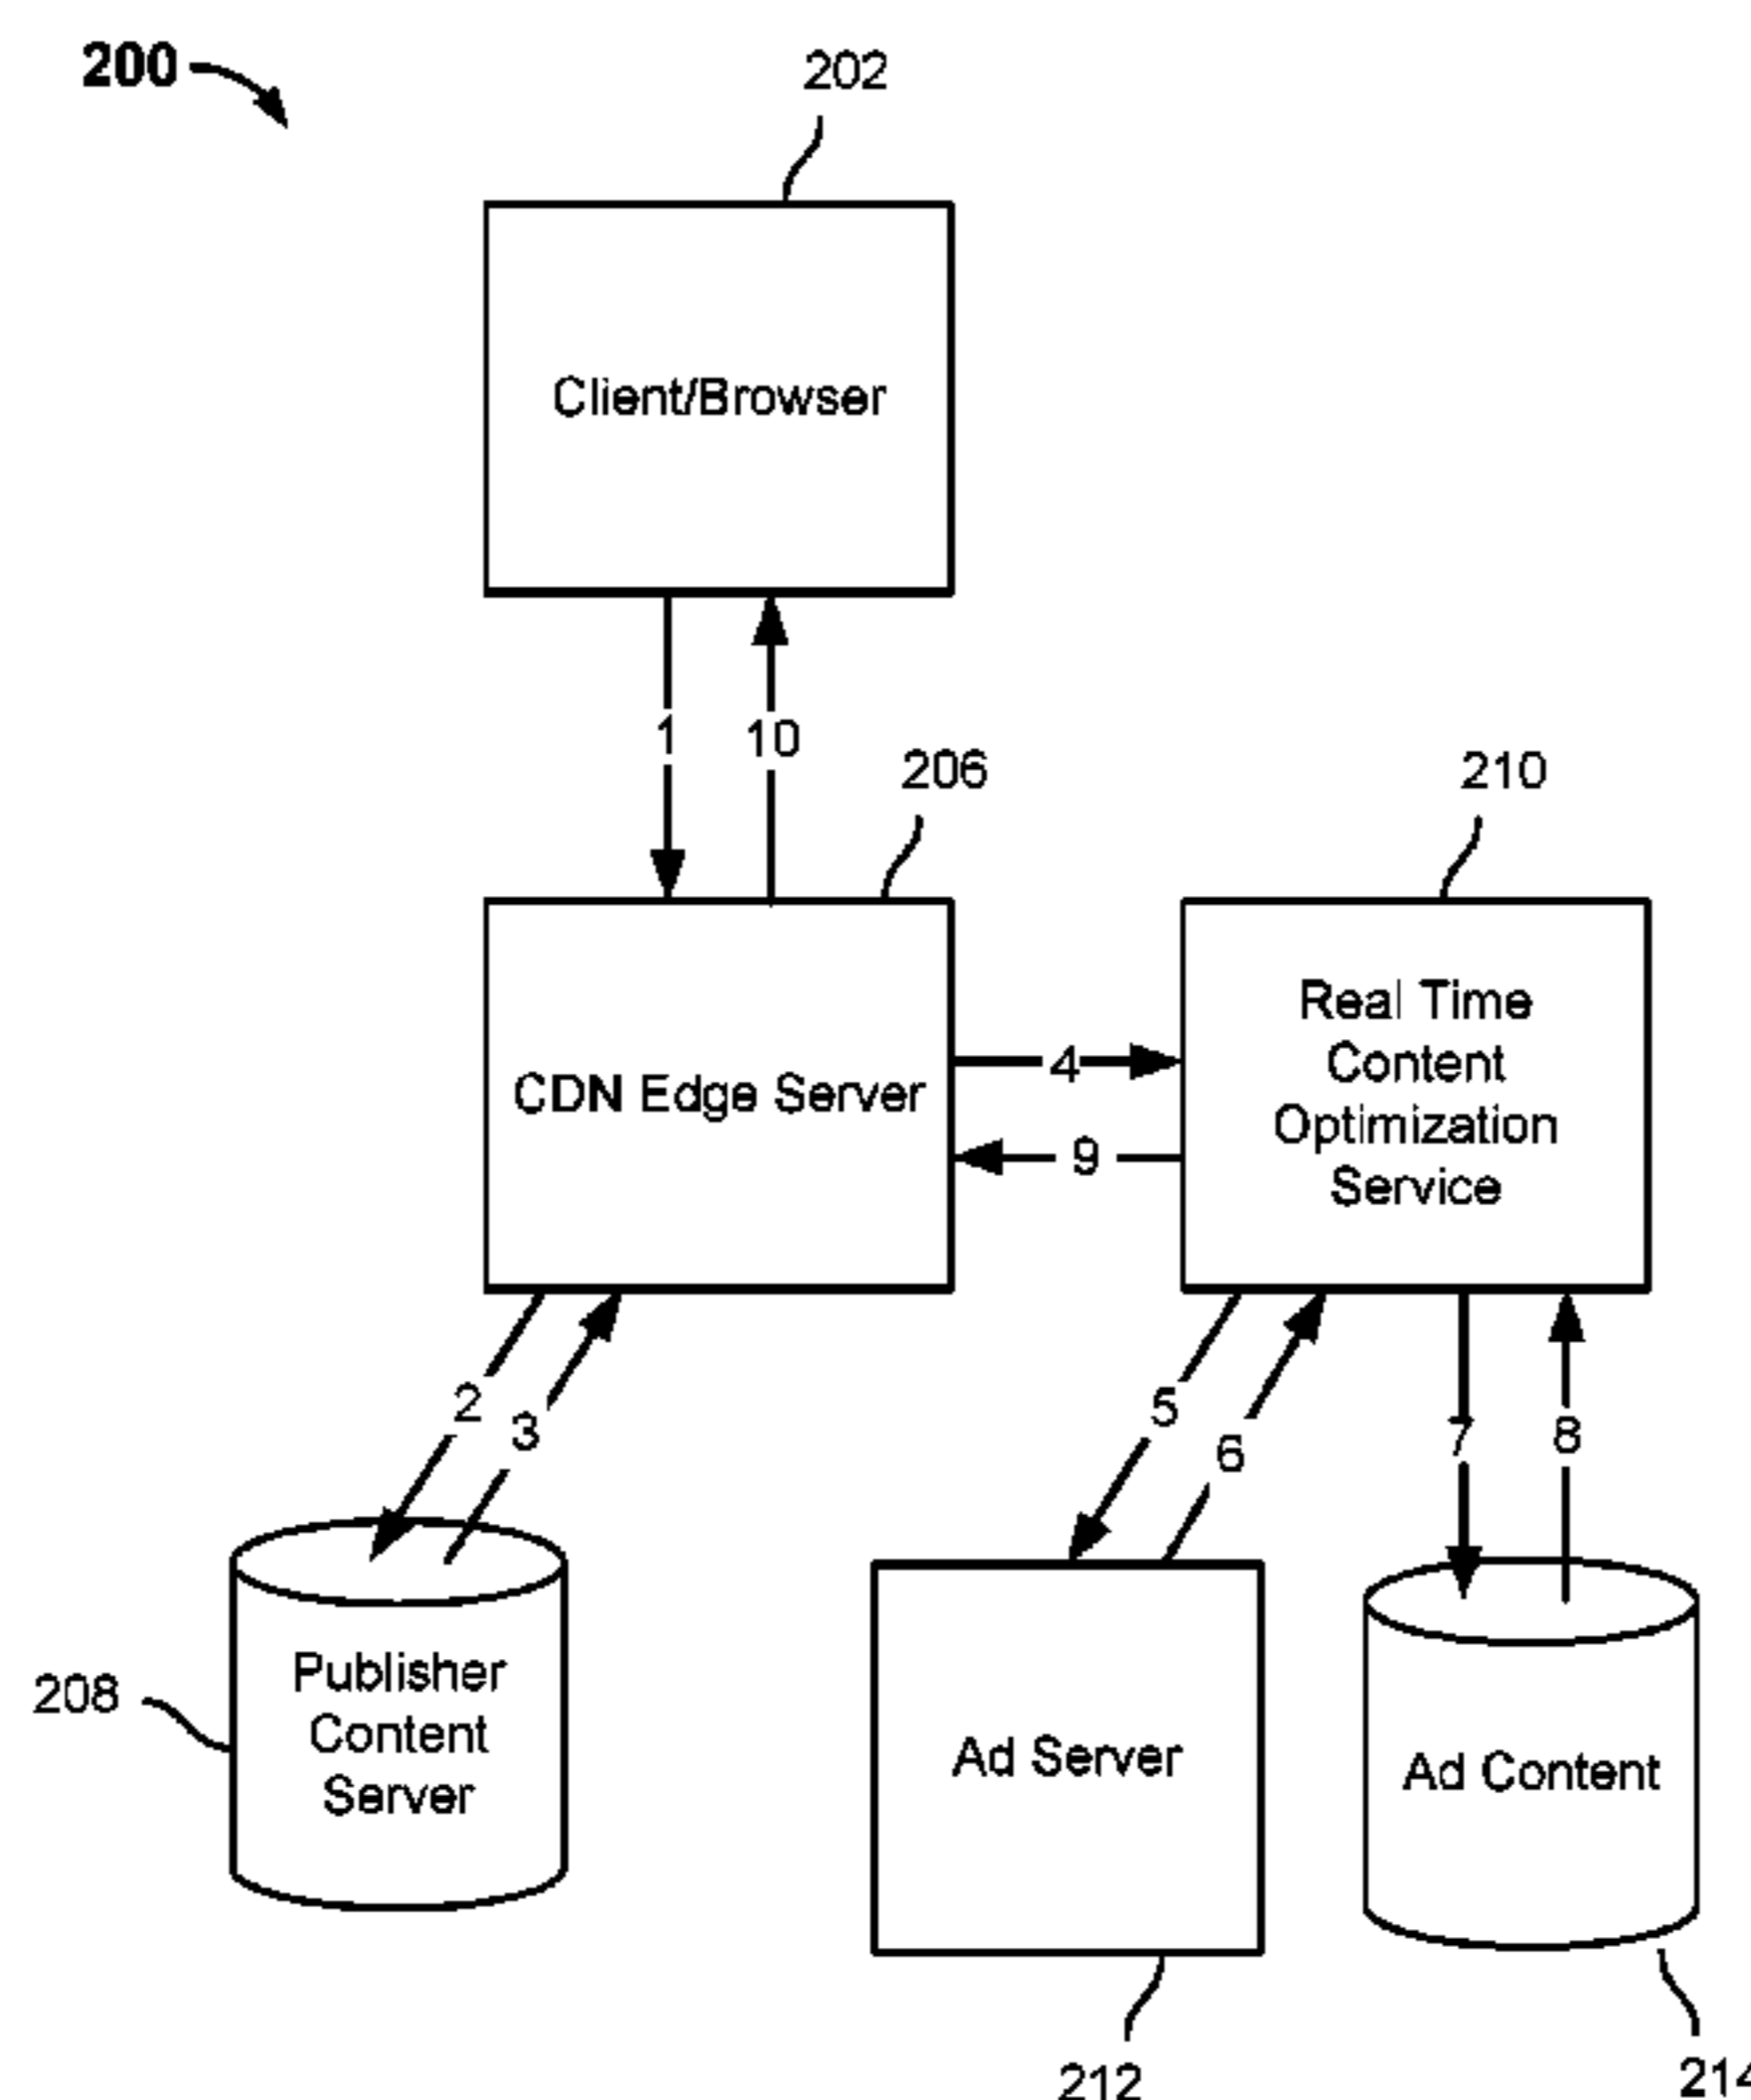 200
202
Client/Browser
1
10
206
210
CDN Edge Server
Real Time
Content
Optimization
Service
4
9
2
3
5
6
7
8
208
Publisher
Content
Server
Ad Server
Ad Content
212
214